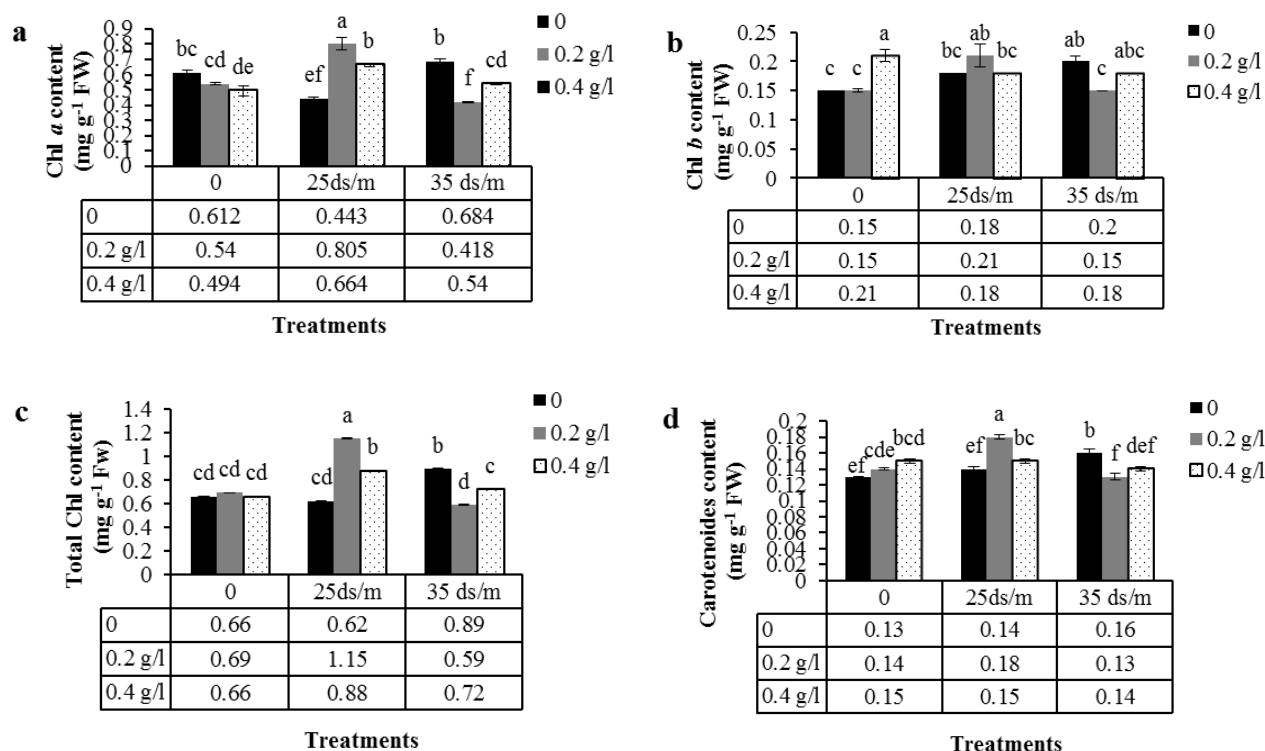 a
Chl a content
(mg g-1 FW)
0.9
0.8
0.7
0.6
0.5
0.4
0.3
0.2
0.1
0
bc cd de
ef a b
b f cd
0
0.2 g/l
0.4 g/l
0 25ds/m 35 ds/m
0 0.612 0.443 0.684
0.2 g/l 0.54 0.805 0.418
0.4 g/l 0.494 0.664 0.54
Treatments
b
Chl b content
(mg g-1 FW)
0.25
0.2
0.15
0.1
0.05
0
c c a
bc ab bc
ab c abc
0
0.2 g/l
0.4 g/l
0 25ds/m 35 ds/m
0 0.15 0.18 0.2
0.2 g/l 0.15 0.21 0.15
0.4 g/l 0.21 0.18 0.18
Treatments
c
Total Chl content
(mg g-1 Fw)
1.4
1.2
1
0.8
0.6
0.4
0.2
0
cd cd cd
cd a b
b d c
0
0.2 g/l
0.4 g/l
0 25ds/m 35 ds/m
0 0.66 0.62 0.89
0.2 g/l 0.69 1.15 0.59
0.4 g/l 0.66 0.88 0.72
Treatments
d
Carotenoides content
(mg g-1 FW)
0.2
0.18
0.16
0.14
0.12
0.1
0.08
0.06
0.04
0.02
0
ef cde bcd
ef a bc
b f def
0
0.2 g/l
0.4 g/l
0 25ds/m 35 ds/m
0 0.13 0.14 0.16
0.2 g/l 0.14 0.18 0.13
0.4 g/l 0.15 0.15 0.14
Treatments